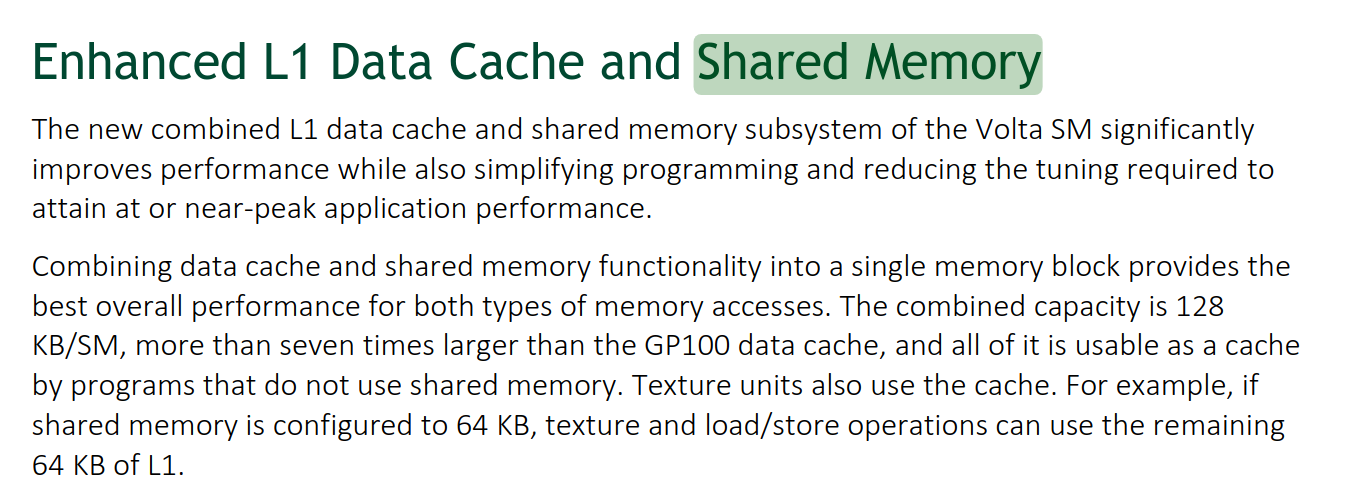 Enhanced L1 Data Cache and Shared Memory
The new combined L1 data cache and shared memory subsystem of the Volta SM significantly
improves performance while also simplifying programming and reducing the tuning required to
attain at or near-peak application performance.
Combining data cache and shared memory functionality into a single memory block provides the
best overall performance for both types of memory accesses. The combined capacity is 128
KB/SM, more than seven times larger than the GP100 data cache, and all of it is usable as a cache
by programs that do not use shared memory. Texture units also use the cache. For example, if
shared memory is configured to 64 KB, texture and load/store operations can use the remaining
64 KB of L1.